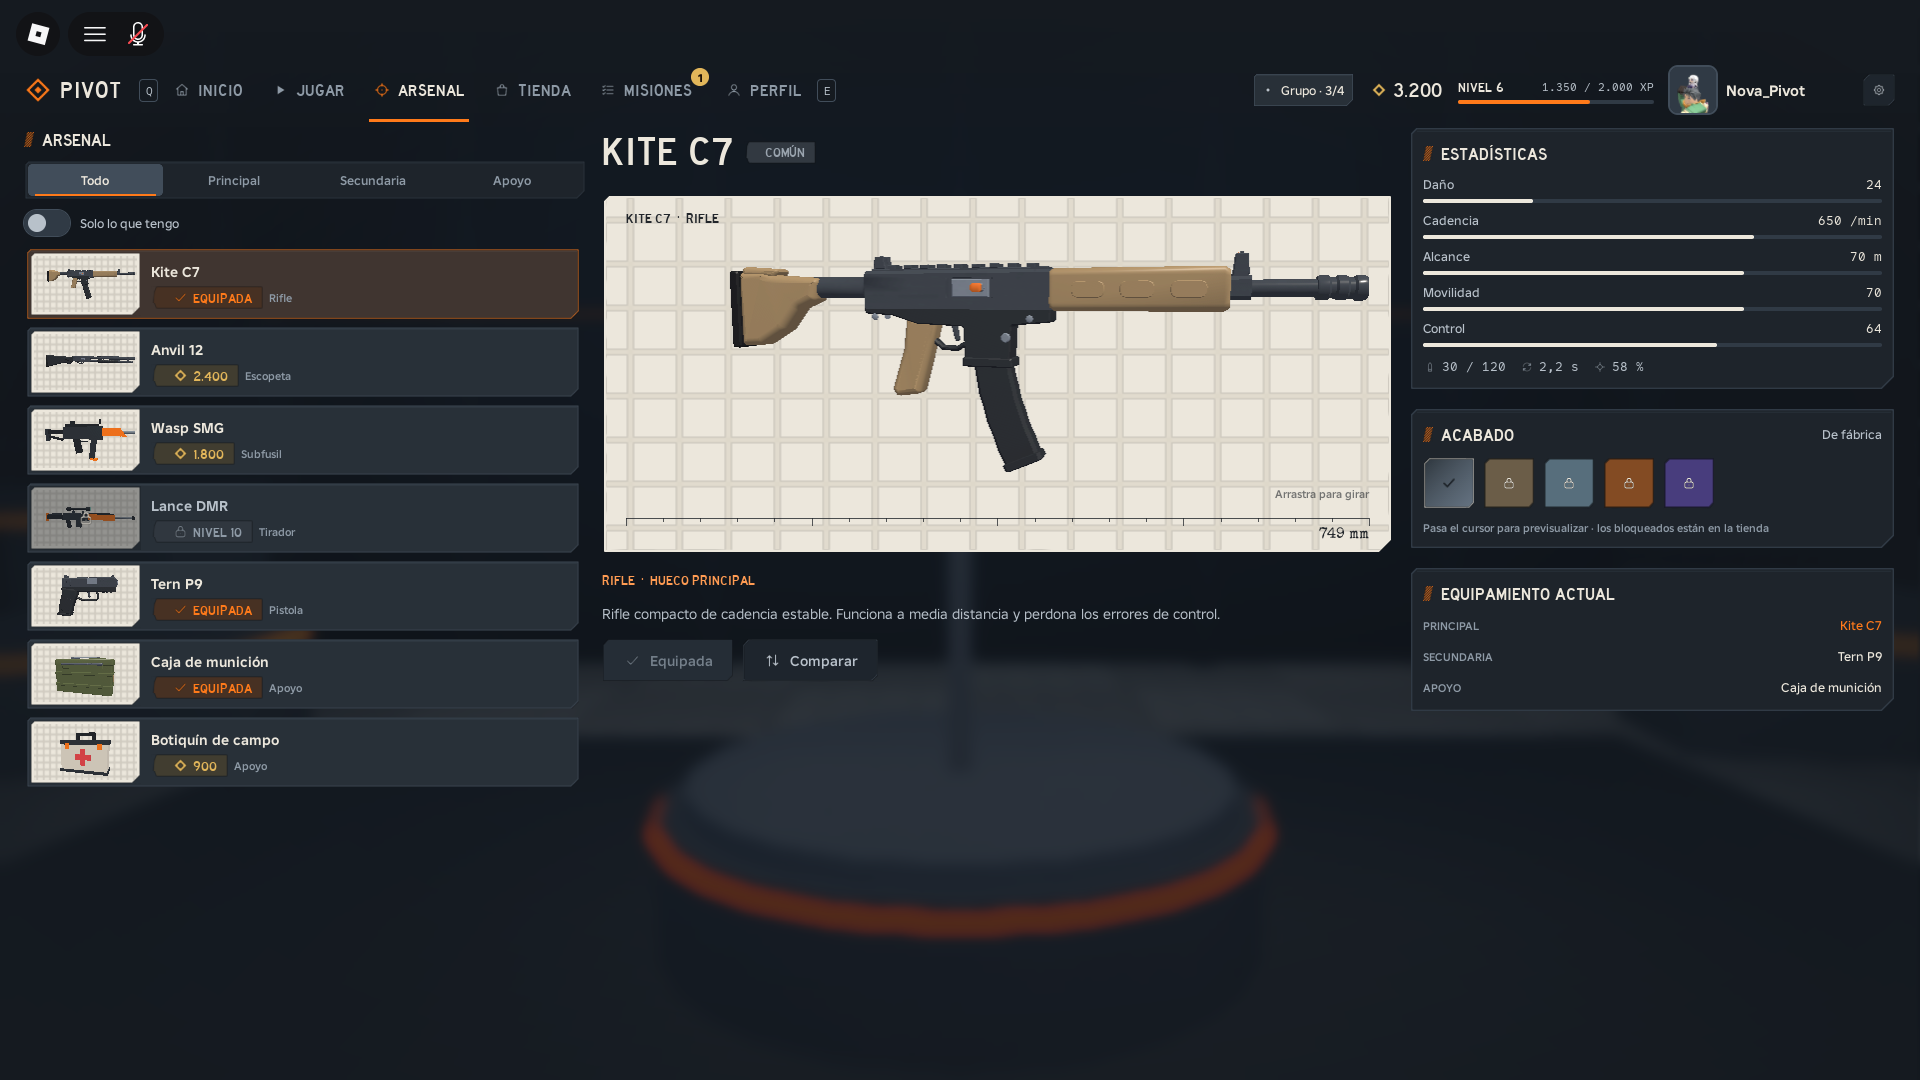 PIVOT
Q
INICIO
JUGAR
ARSENAL
TIENDA
MISIONES
1
PERFIL
E
Grupo · 3/4
3.200
NIVEL 6
1.350 / 2.000 XP
Nova_Pivot
ARSENAL
Todo
Principal
Secundaria
Apoyo
Solo lo que tengo
Kite C7
EQUIPADA
Rifle
Anvil 12
2.400
Escopeta
Wasp SMG
1.800
Subfusil
Lance DMR
NIVEL 10
Tirador
Tern P9
EQUIPADA
Pistola
Caja de munición
EQUIPADA
Apoyo
Botiquín de campo
900
Apoyo
KITE C7
COMÚN
KITE C7 · RIFLE
Arrastra para girar
749 mm
RIFLE · HUECO PRINCIPAL
Rifle compacto de cadencia estable. Funciona a media distancia y perdona los errores de control.
Equipada
Comparar
ESTADÍSTICAS
Daño 24
Cadencia 650 /min
Alcance 70 m
Movilidad 70
Control 64
30 / 120 2,2 s 58 %
ACABADO
De fábrica
Pasa el cursor para previsualizar · los bloqueados están en la tienda
EQUIPAMIENTO ACTUAL
PRINCIPAL Kite C7
SECUNDARIA Tern P9
APOYO Caja de munición